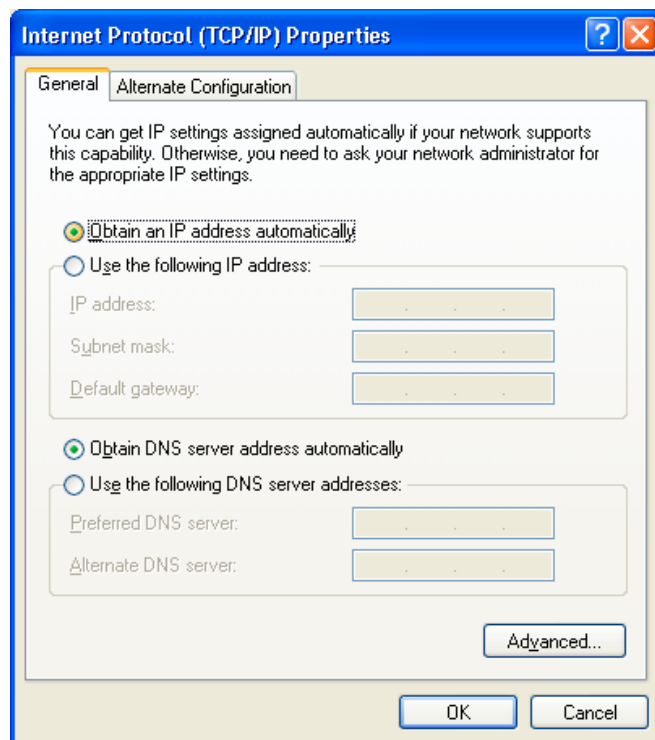 Internet Protocol (TCP/IP) Properties
General
Alternate Configuration
You can get IP settings assigned automatically if your network supports
this capability. Otherwise, you need to ask your network administrator for
the appropriate IP settings.
Obtain an IP address automatically
Use the following IP address:
IP address:
Subnet mask:
Default gateway:
Obtain DNS server address automatically
Use the following DNS server addresses:
Preferred DNS server:
Alternate DNS server:
Advanced...
OK
Cancel